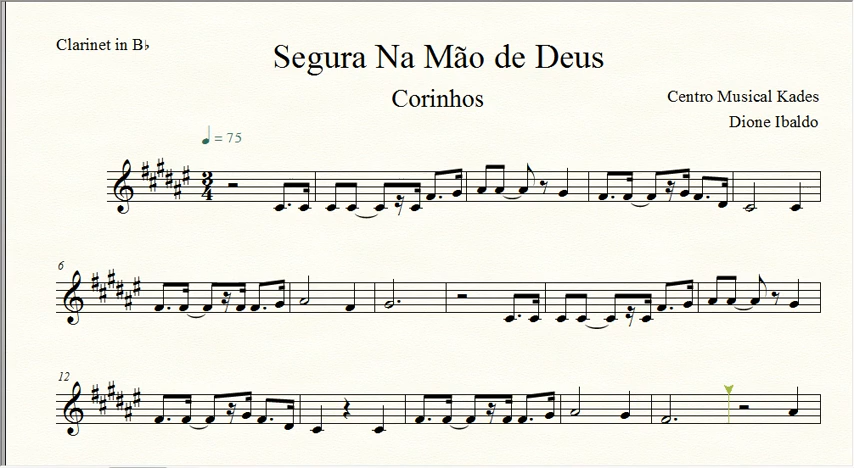 Clarinet in B♭
Segura Na Mão de Deus
Corinhos
Centro Musical Kades
Dione Ibaldo
♩ = 75
3
4
6
12